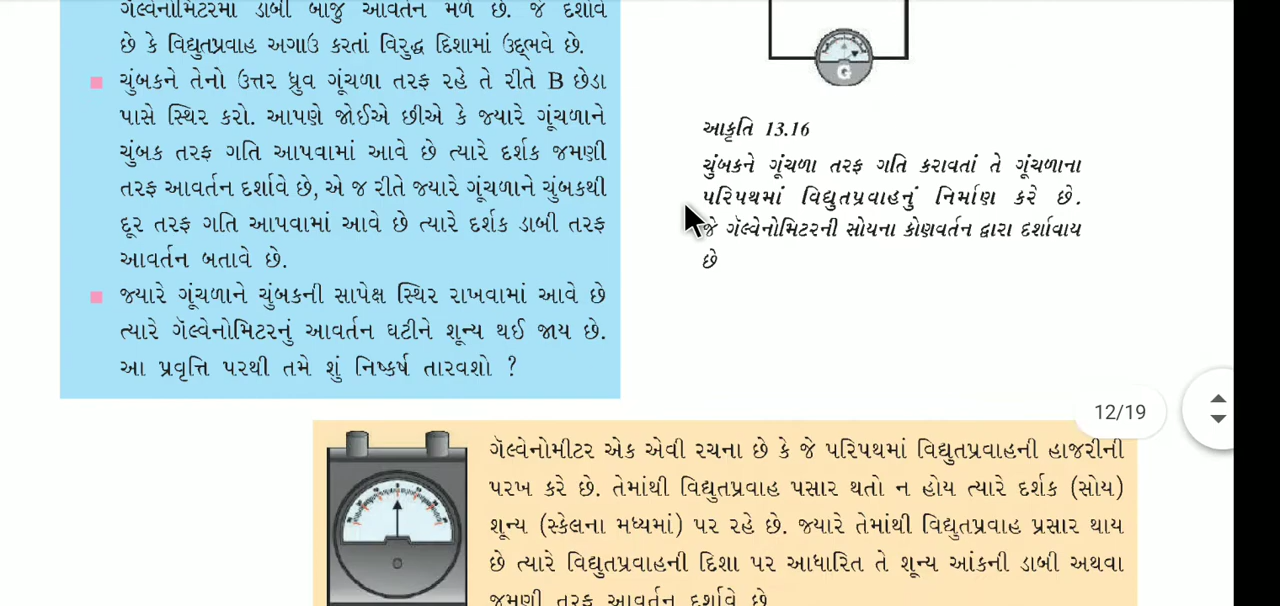 ગૅલ્વેનોમિટરમાં ડાબી બાજુ આવર્તન મળે છે. જે દર્શાવે
છે કે વિદ્યુતપ્રવાહ અગાઉ કરતાં વિરુદ્ધ દિશામાં ઉદ્ભવે છે.
■ ચુંબકને તેનો ઉત્તર ધ્રુવ ગૂંચળા તરફ રહે તે રીતે B છેડા
પાસે સ્થિર કરો. આપણે જોઈએ છીએ કે જ્યારે ગૂંચળાને
ચુંબક તરફ ગતિ આપવામાં આવે છે ત્યારે દર્શક જમણી
તરફ આવર્તન દર્શાવે છે, એ જ રીતે જ્યારે ગૂંચળાને ચુંબકથી
દૂર તરફ ગતિ આપવામાં આવે છે ત્યારે દર્શક ડાબી તરફ
આવર્તન બતાવે છે.
■ જ્યારે ગૂંચળાને ચુંબકની સાપેક્ષ સ્થિર રાખવામાં આવે છે
ત્યારે ગૅલ્વેનોમિટરનું આવર્તન ઘટીને શૂન્ય થઈ જાય છે.
આ પ્રવૃત્તિ પરથી તમે શું નિષ્કર્ષ તારવશો ?
G
આકૃતિ 13.16
ચુંબકને ગૂંચળા તરફ ગતિ કરાવતાં તે ગૂંચળાના
પરિપથમાં વિદ્યુતપ્રવાહનું નિર્માણ કરે છે.
જે ગૅલ્વેનોમિટરની સોયના કોણવર્તન દ્વારા દર્શાવાય
છે
12/19
ગૅલ્વેનોમીટર એક એવી રચના છે કે જે પરિપથમાં વિદ્યુતપ્રવાહની હાજરીની
પરખ કરે છે. તેમાંથી વિદ્યુતપ્રવાહ પસાર થતો ન હોય ત્યારે દર્શક (સોય)
શૂન્ય (સ્કેલના મધ્યમાં) પર રહે છે. જ્યારે તેમાંથી વિદ્યુતપ્રવાહ પ્રસાર થાય
છે ત્યારે વિદ્યુતપ્રવાહની દિશા પર આધારિત તે શૂન્ય આંકની ડાબી અથવા
જમણી તરફ આવર્તન દર્શાવે છે